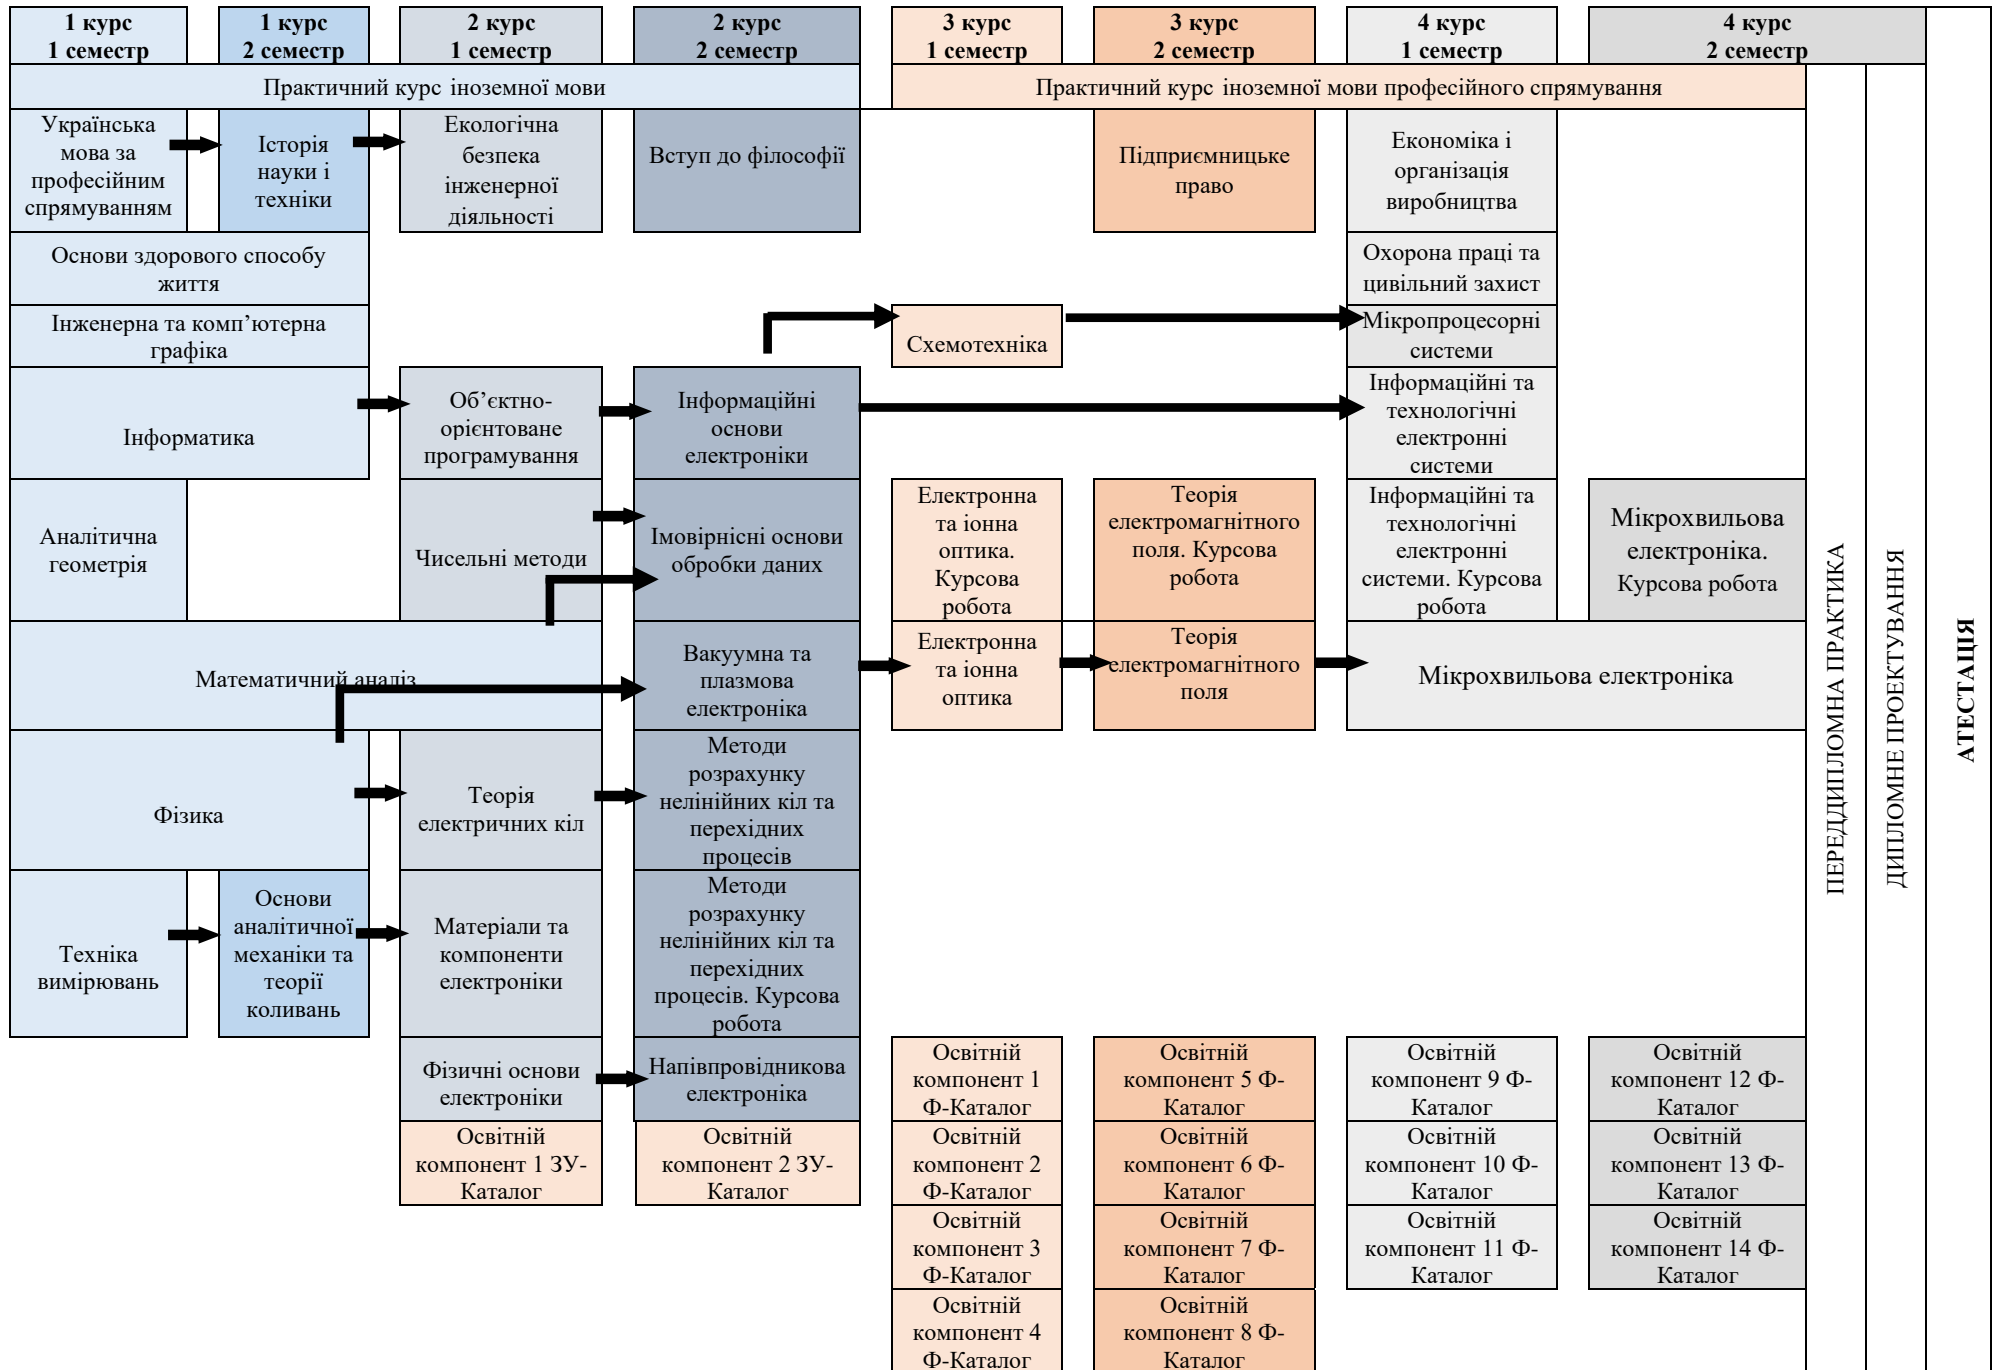 1 курс
1 семестр
1 курс
2 семестр
2 курс
1 семестр
2 курс
2 семестр
3 курс
1 семестр
3 курс
2 семестр
4 курс
1 семестр
4 курс
2 семестр
Практичний курс іноземної мови
Практичний курс іноземної мови професійного спрямування
Українська
мова за
професійним
спрямуванням
Історія
науки і
техніки
Екологічна
безпека
інженерної
діяльності
Вступ до філософії
Підприємницьке
право
Економіка і
організація
виробництва
Основи здорового способу
життя
Охорона праці та
цивільний захист
Інженерна та комп’ютерна
графіка
Схемотехніка
Мікропроцесорні
системи
Інформатика
Об’єктно-
орієнтоване
програмування
Інформаційні
основи
електроніки
Інформаційні та
технологічні
електронні
системи
Аналітична
геометрія
Чисельні методи
Імовірнісні основи
обробки даних
Електронна
та іонна
оптика.
Курсова
робота
Теорія
електромагнітного
поля. Курсова
робота
Інформаційні та
технологічні
електронні
системи. Курсова
робота
Мікрохвильова
електроніка.
Курсова робота
Математичний аналіз
Вакуумна та
плазмова
електроніка
Електронна
та іонна
оптика
Теорія
електромагнітного
поля
Мікрохвильова електроніка
Фізика
Теорія
електричних кіл
Методи
розрахунку
нелінійних кіл та
перехідних
процесів
Техніка
вимірювань
Основи
аналітичної
механіки та
теорії
коливань
Матеріали та
компоненти
електроніки
Методи
розрахунку
нелінійних кіл та
перехідних
процесів. Курсова
робота
Фізичні основи
електроніки
Напівпровідникова
електроніка
Освітній
компонент 1
Ф-Каталог
Освітній
компонент 5 Ф-
Каталог
Освітній
компонент 9 Ф-
Каталог
Освітній
компонент 12 Ф-
Каталог
Освітній
компонент 1 ЗУ-
Каталог
Освітній
компонент 2 ЗУ-
Каталог
Освітній
компонент 2
Ф-Каталог
Освітній
компонент 6 Ф-
Каталог
Освітній
компонент 10 Ф-
Каталог
Освітній
компонент 13 Ф-
Каталог
Освітній
компонент 3
Ф-Каталог
Освітній
компонент 7 Ф-
Каталог
Освітній
компонент 11 Ф-
Каталог
Освітній
компонент 14 Ф-
Каталог
Освітній
компонент 4
Ф-Каталог
Освітній
компонент 8 Ф-
Каталог
ПЕРЕДДИПЛОМНА ПРАКТИКА
ДИПЛОМНЕ ПРОЕКТУВАННЯ
АТЕСТАЦІЯ